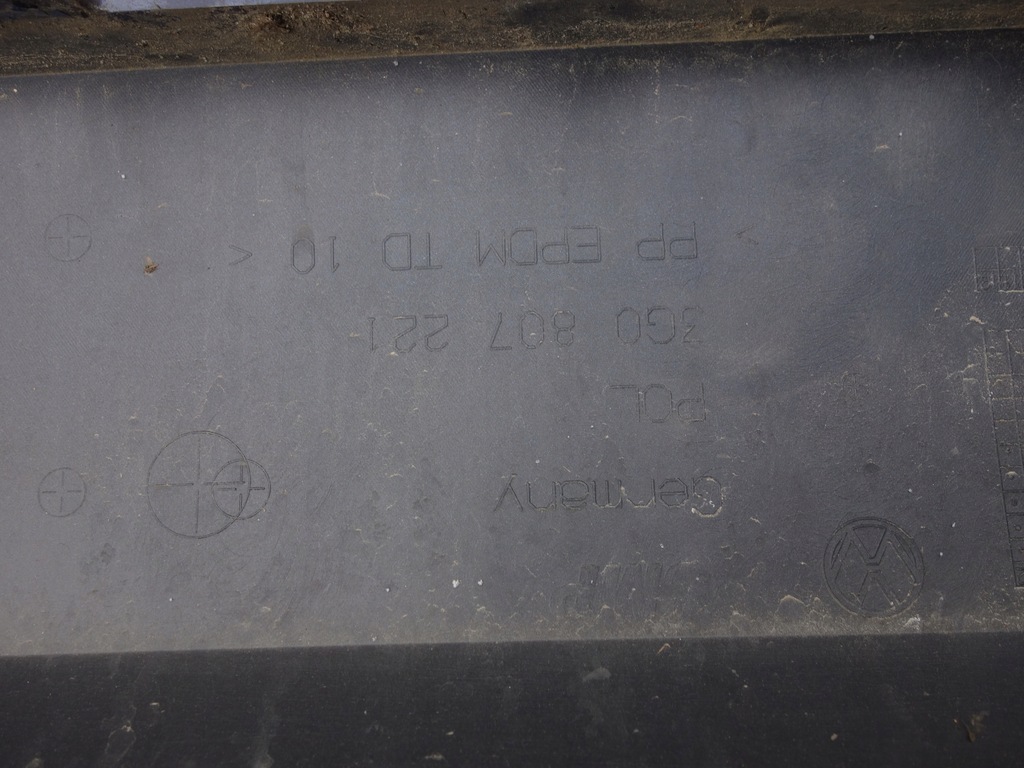 Germany
POL
3G0 807 221
> PP EPDM TD 10 <